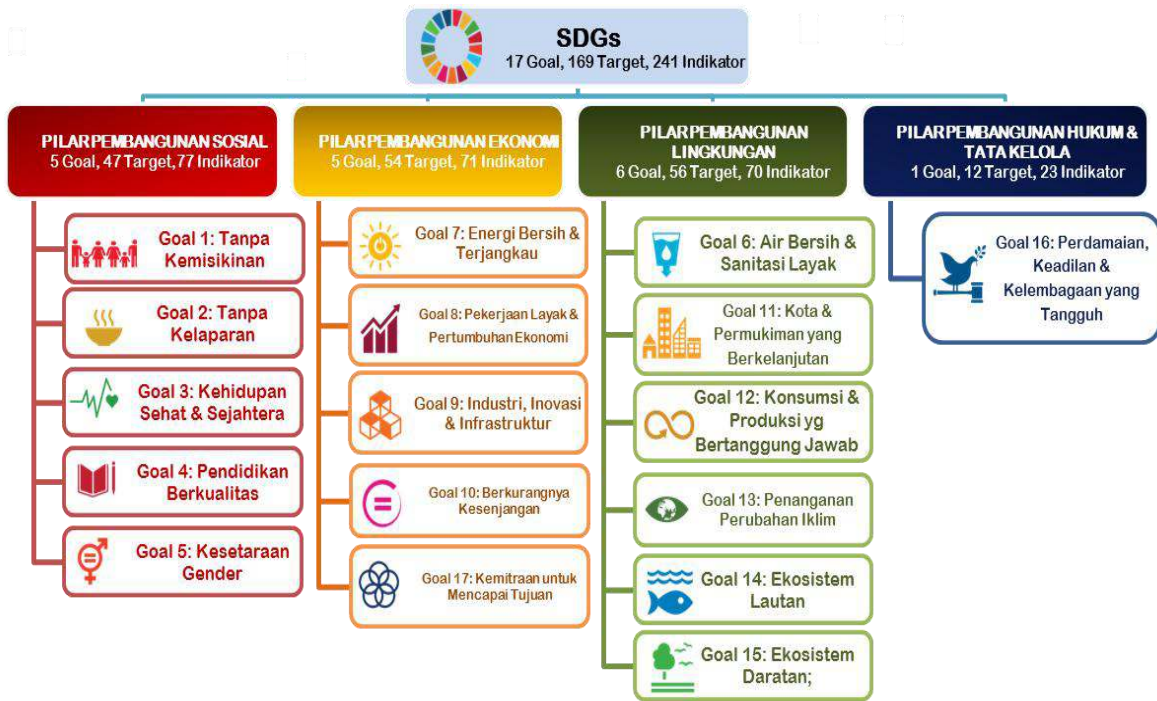 SDGs
17 Goal, 169 Target, 241 Indikator
PILAR PEMBANGUNAN SOSIAL
5 Goal, 47 Target, 77 Indikator
Goal 1: Tanpa
Kemisikinan
Goal 2: Tanpa
Kelaparan
Goal 3: Kehidupan
Sehat & Sejahtera
Goal 4: Pendidikan
Berkualitas
Goal 5: Kesetaraan
Gender
PILAR PEMBANGUNAN EKONOMI
5 Goal, 54 Target, 71 Indikator
Goal 7: Energi Bersih &
Terjangkau
Goal 8: Pekerjaan Layak &
Pertumbuhan Ekonomi
Goal 9: Industri, Inovasi
& Infrastruktur
Goal 10: Berkurangnya
Kesenjangan
Goal 17: Kemitraan untuk
Mencapai Tujuan
PILAR PEMBANGUNAN
LINGKUNGAN
6 Goal, 56 Target, 70 Indikator
Goal 6: Air Bersih &
Sanitasi Layak
Goal 11: Kota &
Permukiman yang
Berkelanjutan
Goal 12: Konsumsi &
Produksi yg
Bertanggung Jawab
Goal 13: Penanganan
Perubahan Iklim
Goal 14: Ekosistem
Lautan
Goal 15: Ekosistem
Daratan;
PILAR PEMBANGUNAN HUKUM &
TATA KELOLA
1 Goal, 12 Target, 23 Indikator
Goal 16: Perdamaian,
Keadilan &
Kelembagaan yang
Tangguh